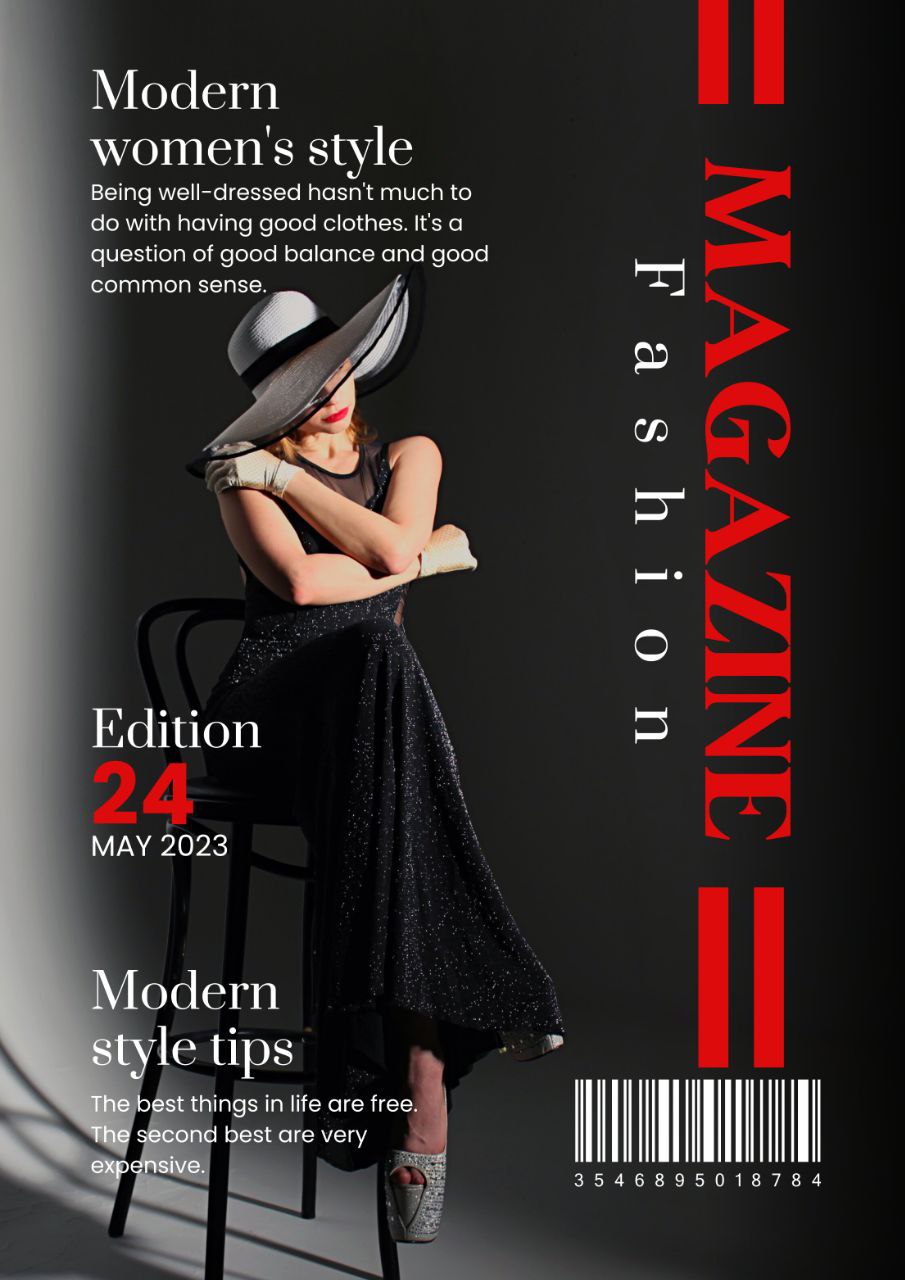 Modern
women's style
Being well-dressed hasn't much to
do with having good clothes. It's a
question of good balance and good
common sense.
MAGAZINE
Fashion
Edition
24
MAY 2023
Modern
style tips
The best things in life are free.
The second best are very
expensive.
3546895018784